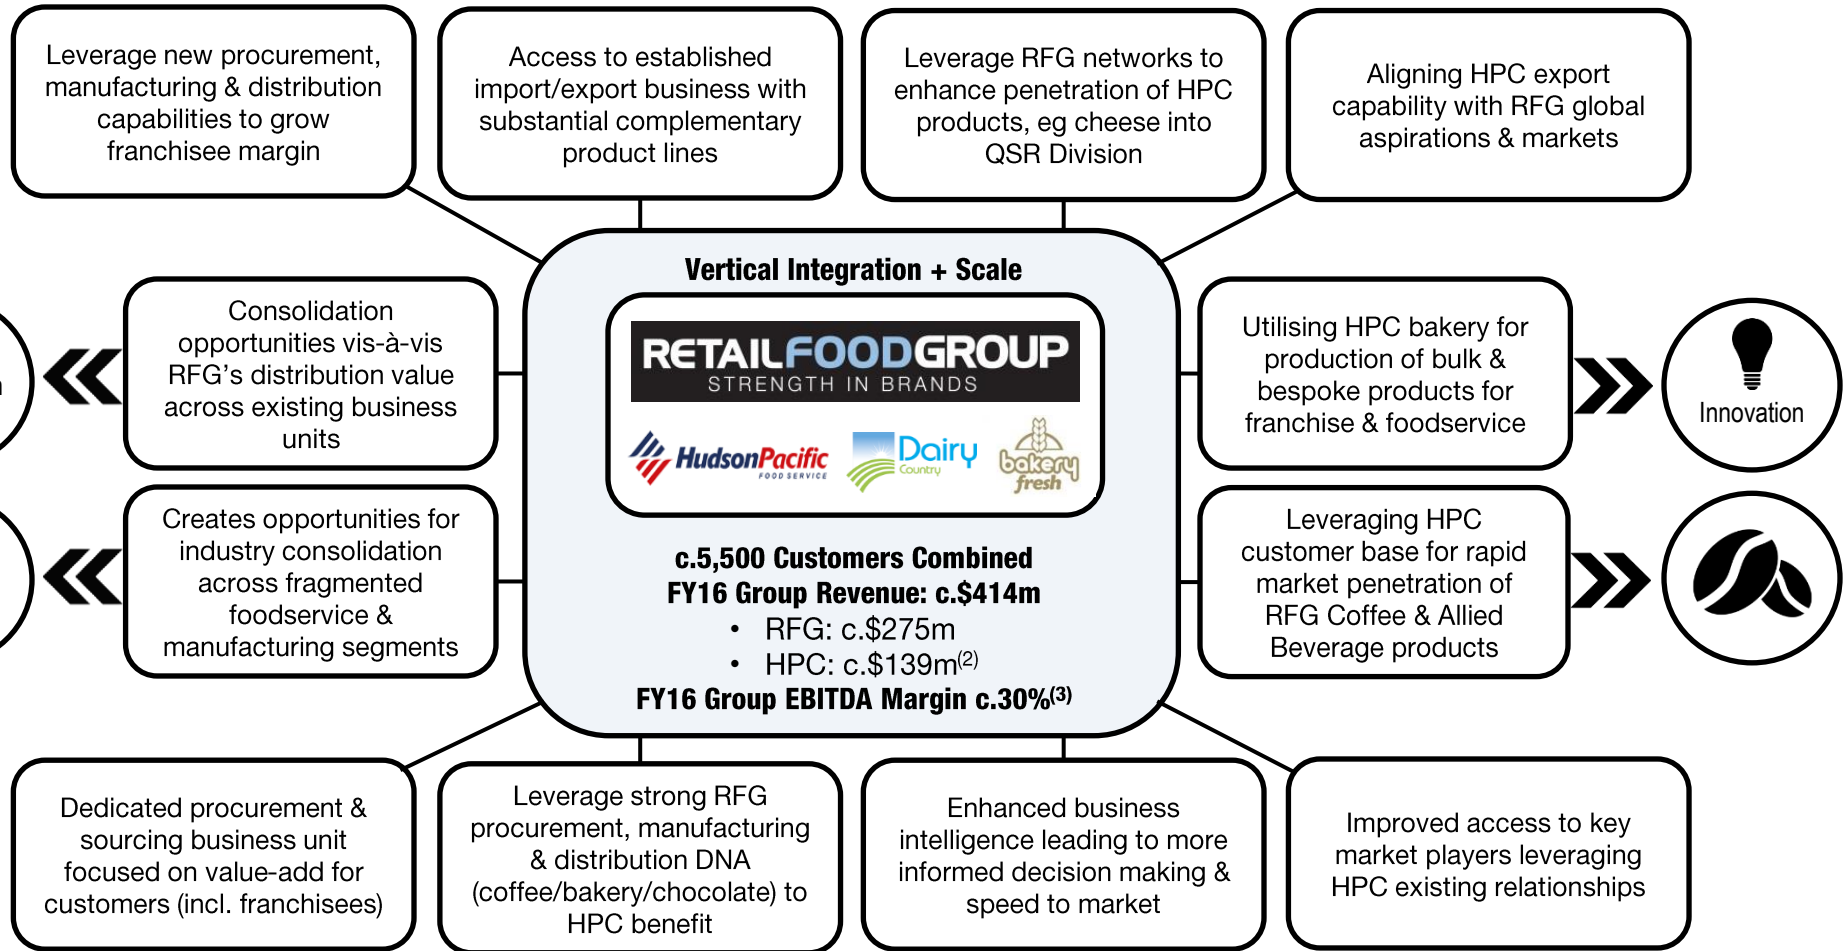 Leverage new procurement,
manufacturing & distribution
capabilities to grow
franchisee margin
Access to established
import/export business with
substantial complementary
product lines
Leverage RFG networks to
enhance penetration of HPC
products, eg cheese into
QSR Division
Aligning HPC export
capability with RFG global
aspirations & markets
Consolidation
opportunities vis-à-vis
RFG's distribution value
across existing business
units
Creates opportunities for
industry consolidation
across fragmented
foodservice &
manufacturing segments
Vertical Integration + Scale
RETAILFOODGROUP
STRENGTH IN BRANDS
HudsonPacific
FOOD SERVICE
Dairy
Country
bakery
fresh
c.5,500 Customers Combined
FY16 Group Revenue: c.$414m
• RFG: c.$275m
• HPC: c.$139m(2)
FY16 Group EBITDA Margin c.30%(3)
Utilising HPC bakery for
production of bulk &
bespoke products for
franchise & foodservice
Innovation
Leveraging HPC
customer base for rapid
market penetration of
RFG Coffee & Allied
Beverage products
Dedicated procurement &
sourcing business unit
focused on value-add for
customers (incl. franchisees)
Leverage strong RFG
procurement, manufacturing
& distribution DNA
(coffee/bakery/chocolate) to
HPC benefit
Enhanced business
intelligence leading to more
informed decision making &
speed to market
Improved access to key
market players leveraging
HPC existing relationships